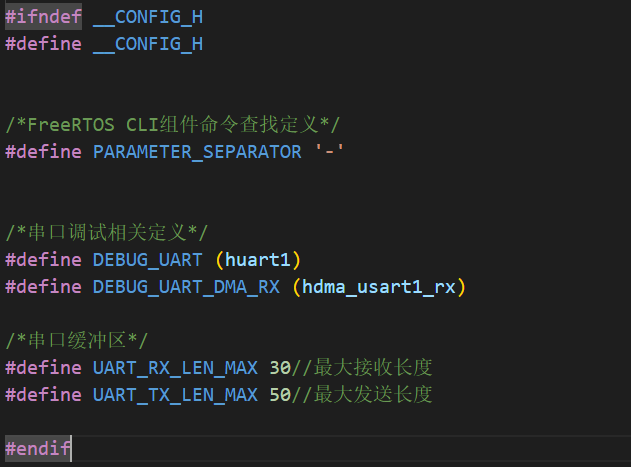 #ifndef __CONFIG_H
#define __CONFIG_H
/*FreeRTOS CLI组件命令查找定义*/
#define PARAMETER_SEPARATOR '-'
/*串口调试相关定义*/
#define DEBUG_UART (huart1)
#define DEBUG_UART_DMA_RX (hdma_usart1_rx)
/*串口缓冲区*/
#define UART_RX_LEN_MAX 30//最大接收长度
#define UART_TX_LEN_MAX 50//最大发送长度
#endif